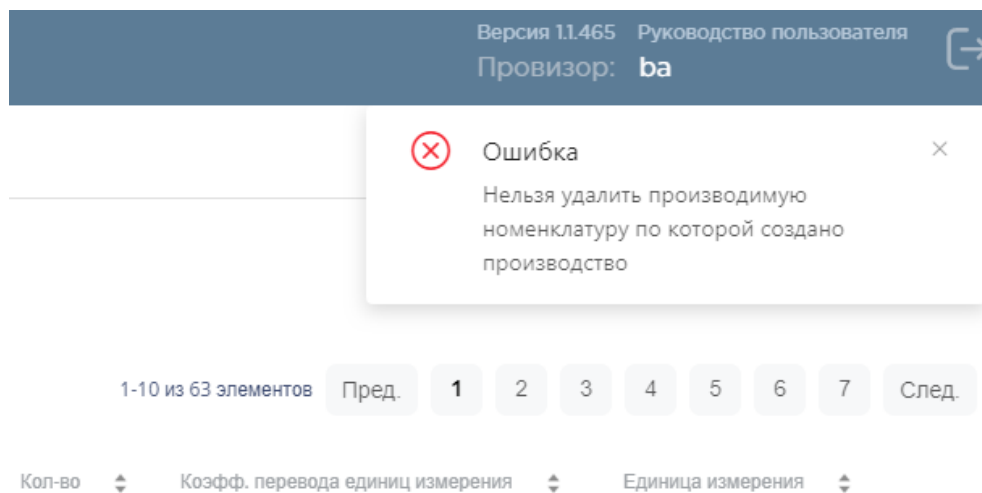 Версия 1.1.465 Руководство пользователя
Провизор: ba
Ошибка
Нельзя удалить производимую
номенклатуру по которой создано
производство
1-10 из 63 элементов Пред. 1 2 3 4 5 6 7 След.
Кол-во Коэфф. перевода единиц измерения Единица измерения